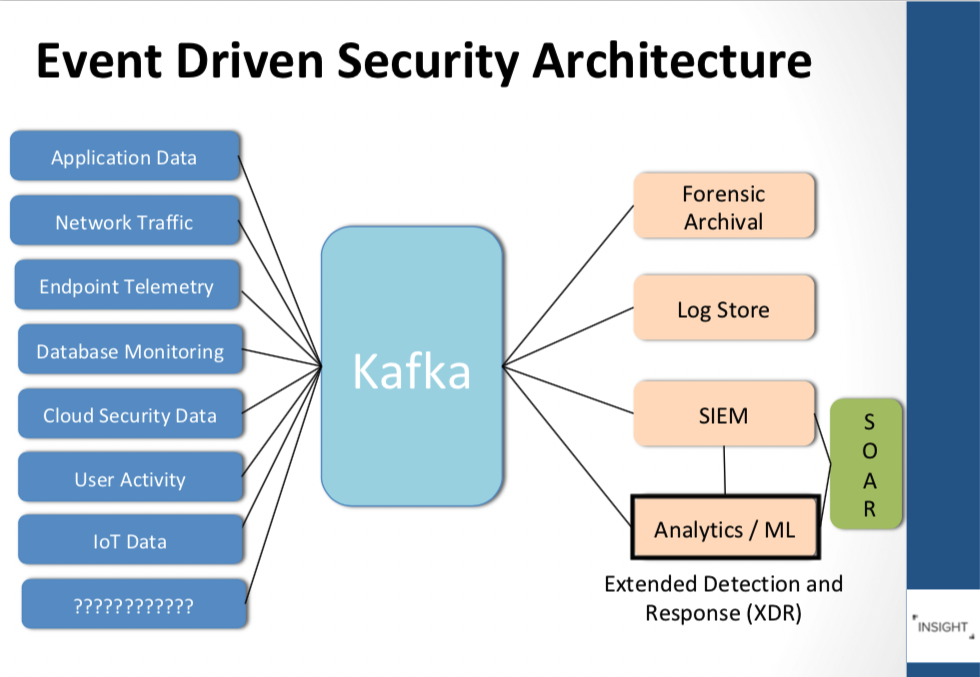 Event Driven Security Architecture
Application Data
Network Traffic
Endpoint Telemetry
Database Monitoring
Cloud Security Data
User Activity
IoT Data
????????????
Kafka
Forensic
Archival
Log Store
SIEM
Analytics / ML
Extended Detection and
Response (XDR)
S
O
A
R
INSIGHT